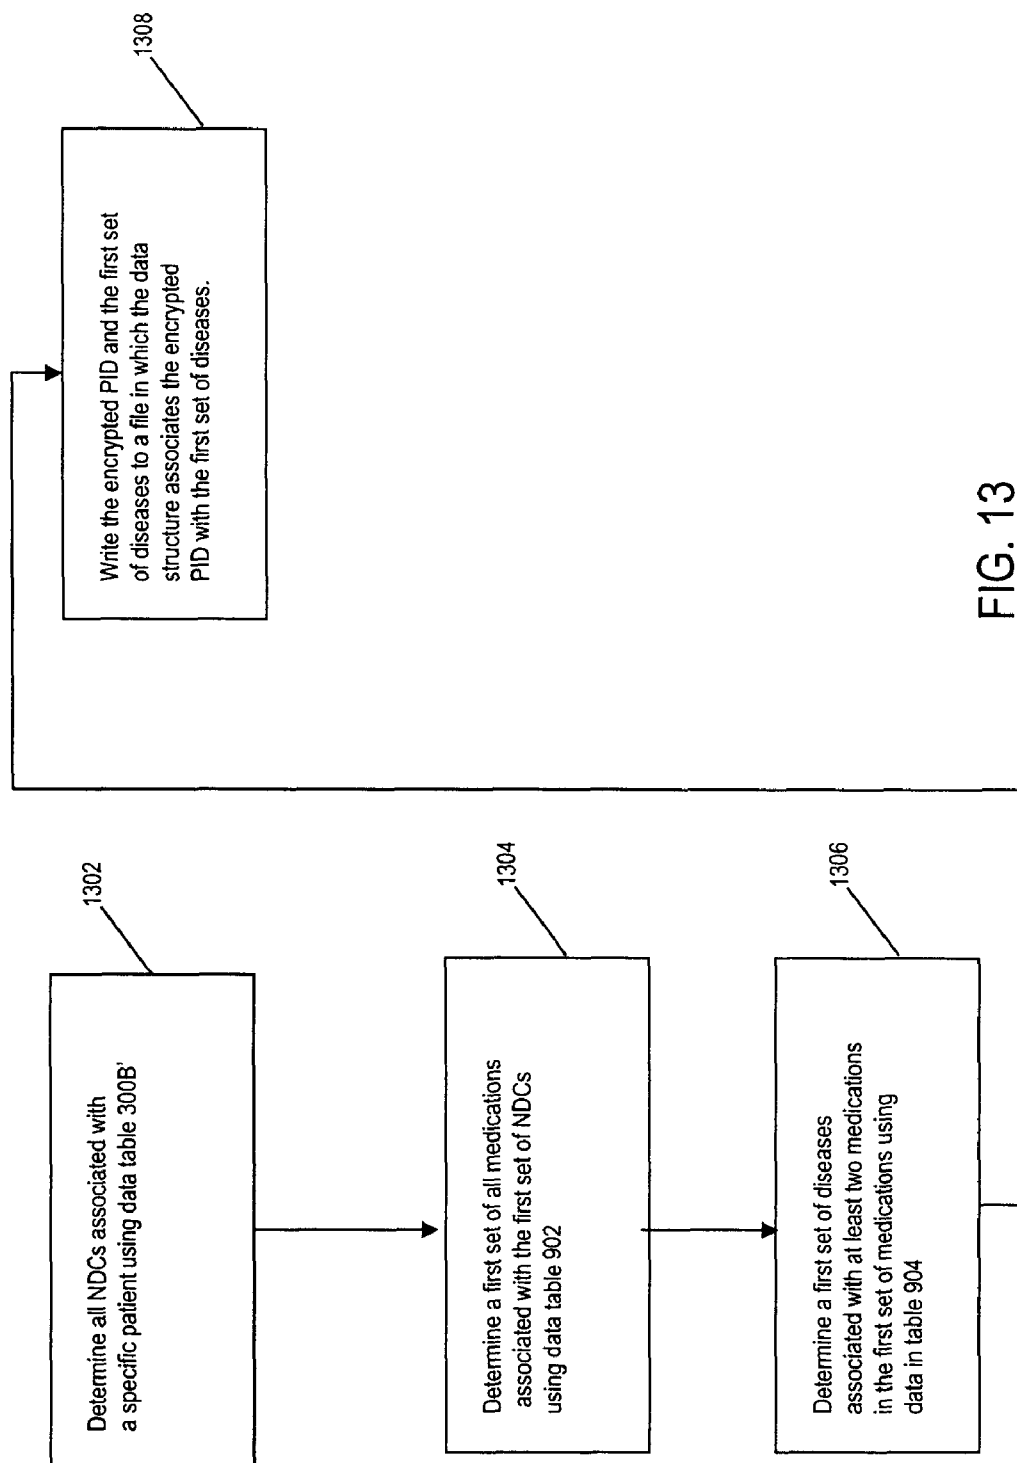 1302
Determine all NDCs associated with
a specific patient using data table 300B'
1304
Determine a first set of all medications
associated with the first set of NDCs
using data table 902
1306
Determine a first set of diseases
associated with at least two medications
in the first set of medications using
data in table 904
1308
Write the encrypted PID and the first set
of diseases to a file in which the data
structure associates the encrypted
PID with the first set of diseases.
FIG. 13